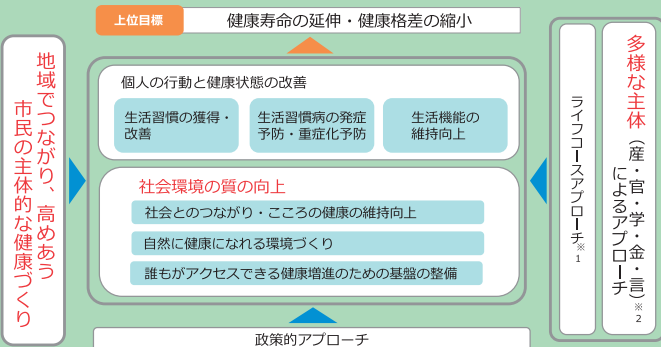 上位目標
健康寿命の延伸・健康格差の縮小
地域でつながり、高めあう
市民の主体的な健康づくり
個人の行動と健康状態の改善
生活習慣の獲得・
改善
生活習慣病の発症
予防・重症化予防
生活機能の
維持向上
社会環境の質の向上
社会とのつながり・こころの健康の維持向上
自然に健康になれる環境づくり
誰もがアクセスできる健康増進のための基盤の整備
多様な主体（産・官・学・金・言）※2
によるアプローチ
ライフコースアプローチ※1
政策的アプローチ